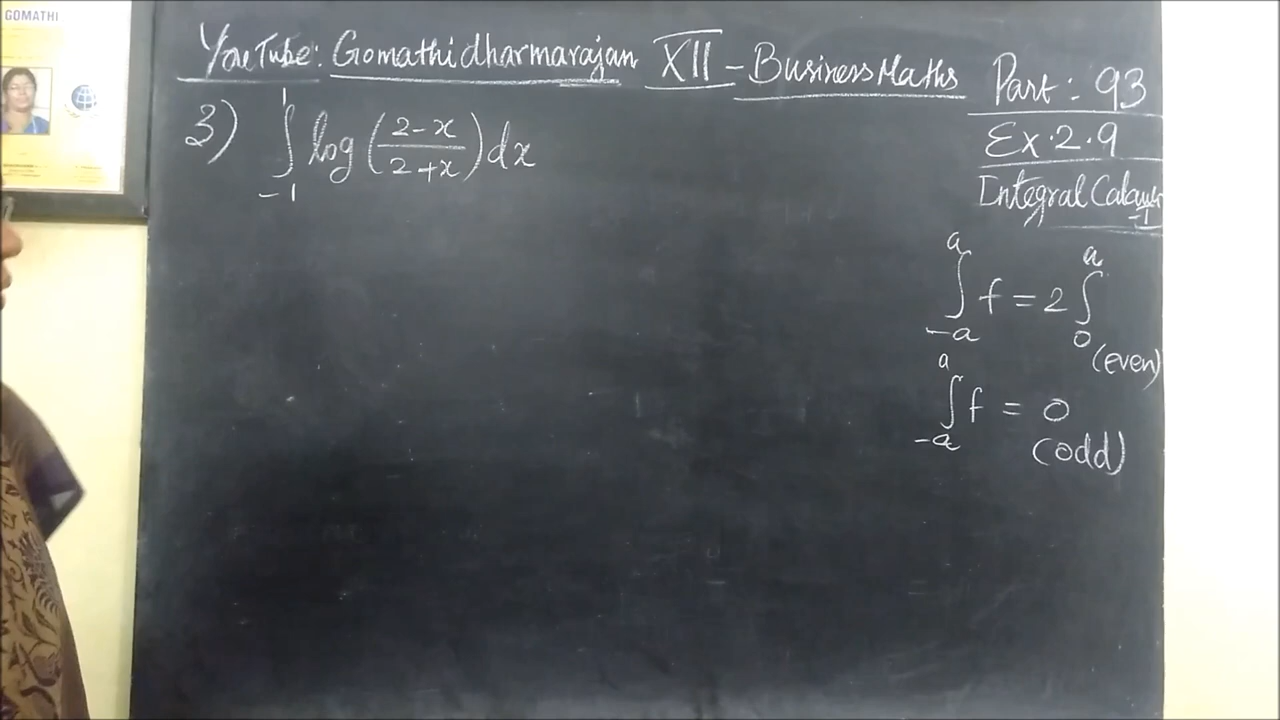 GOMATHI
YouTube: Gomathidharmarajan XII - Business Maths
Part: 93
Ex. 2.9
Integral Calculus
3) ∫₋₁¹ log (2-x / 2+x) dx
∫₋ₐᵃ f = 2 ∫₀ᵃ
(even)
∫₋ₐᵃ f = 0
(odd)